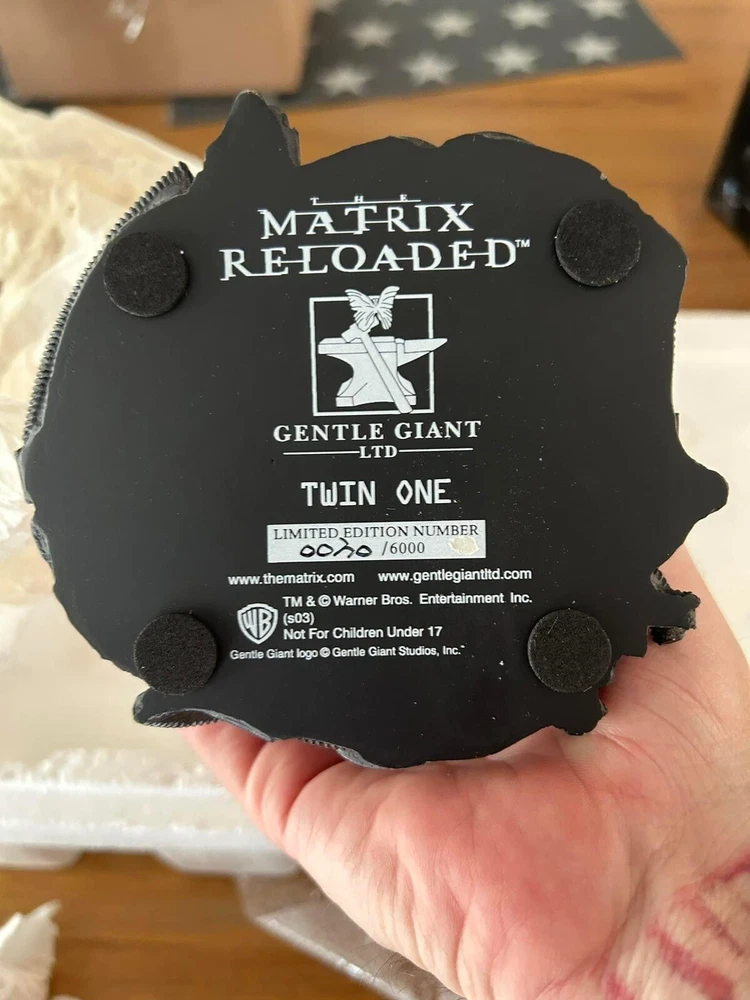 THE
MATRIX
RELOADED™
GENTLE GIANT
LTD
TWIN ONE
LIMITED EDITION NUMBER
/6000
www.thematrix.com www.gentlegiantltd.com
WB
TM & © Warner Bros. Entertainment Inc.
(s03)
Not For Children Under 17
Gentle Giant logo © Gentle Giant Studios, Inc.